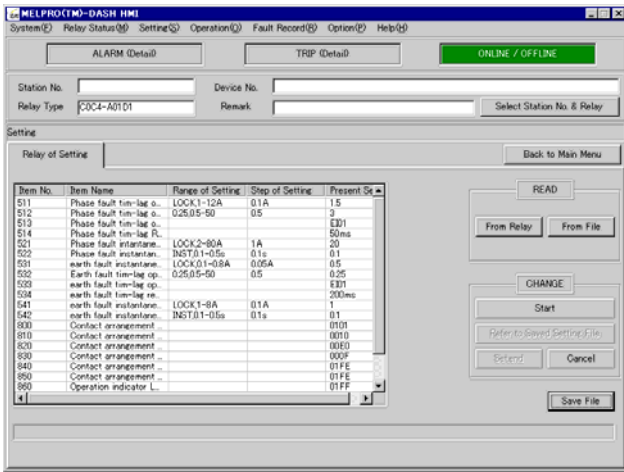 MELPRO(TM)-DASH HMI
System(F) Relay Status(M) Setting(S) Operation(O) Fault Record(R) Option(P) Help(H)
ALARM (Detail) TRIP (Detail) ONLINE / OFFLINE
Station No. Device No.
Relay Type COC4-A01D1 Remark Select Station No. & Relay
Setting
Relay of Setting Back to Main Menu
Item No. Item Name Range of Setting Step of Setting Present Se
511 Phase fault tim-lag o... LOCK,1-12A 0.1A 1.5
512 Phase fault tim-lag o... 0.25,0.5-50 0.5 3
513 Phase fault tim-lag o... EI01
514 Phase fault tim-lag R... 50ms
521 Phase fault intantane... LOCK,2-80A 1A 20
522 Phase fault instantan... INST,0.1-0.5s 0.1s 0.1
531 earth fault instantane... LOCK,0.1-0.8A 0.05A 0.5
532 Earth fault tim-lag op... 0.25,0.5-50 0.5 0.25
533 earth fault tim-lag op... EI01
534 earth fault tim-lag re... 200ms
541 earth fault instantane... LOCK,1-8A 0.1A 1
542 earth fault instantane... INST,0.1-0.5s 0.1s 0.1
800 Contact arrangement ... 0101
810 Contact arrangement ... 0010
820 Contact arrangement ... 00E0
830 Contact arrangement ... 000F
840 Contact arrangement ... 01FE
850 Contact arrangement ... 01FE
860 Operation indicator L... 01FF
READ
From Relay From File
CHANGE
Start
Refer to Saved Setting File
Setend Cancel
Save File